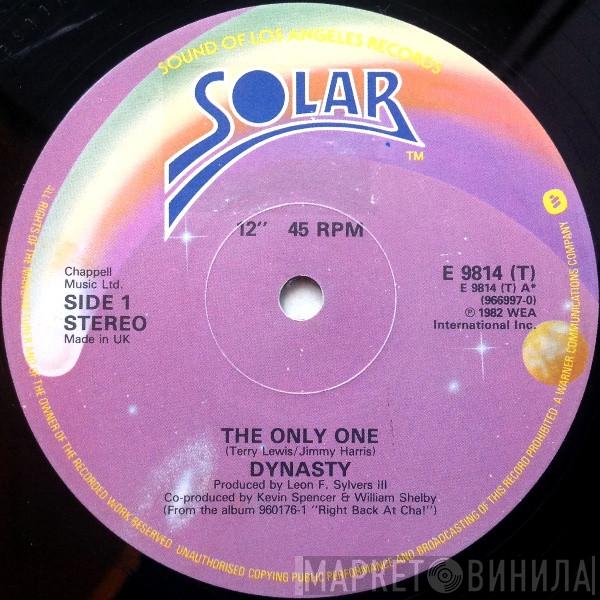 SOUND OF LOS ANGELES RECORDS
SOLAR
TM
12" 45 RPM
Chappell
Music Ltd.
SIDE 1
STEREO
Made in UK
E 9814 (T)
E 9814 (T) A*
(966997-0)
℗ 1982 WEA
International Inc.
THE ONLY ONE
(Terry Lewis/Jimmy Harris)
DYNASTY
Produced by Leon F. Sylvers III
Co-produced by Kevin Spencer & William Shelby
(From the album 960176-1 "Right Back At Cha!")
ALL RIGHTS OF THE OWNER OF THE RECORDED WORK RESERVED UNAUTHORISED COPYING PUBLIC PERFORMANCE AND BROADCASTING OF THIS RECORD PROHIBITED
A WARNER COMMUNICATIONS COMPANY
МАРКЕТ ВИНИЛА